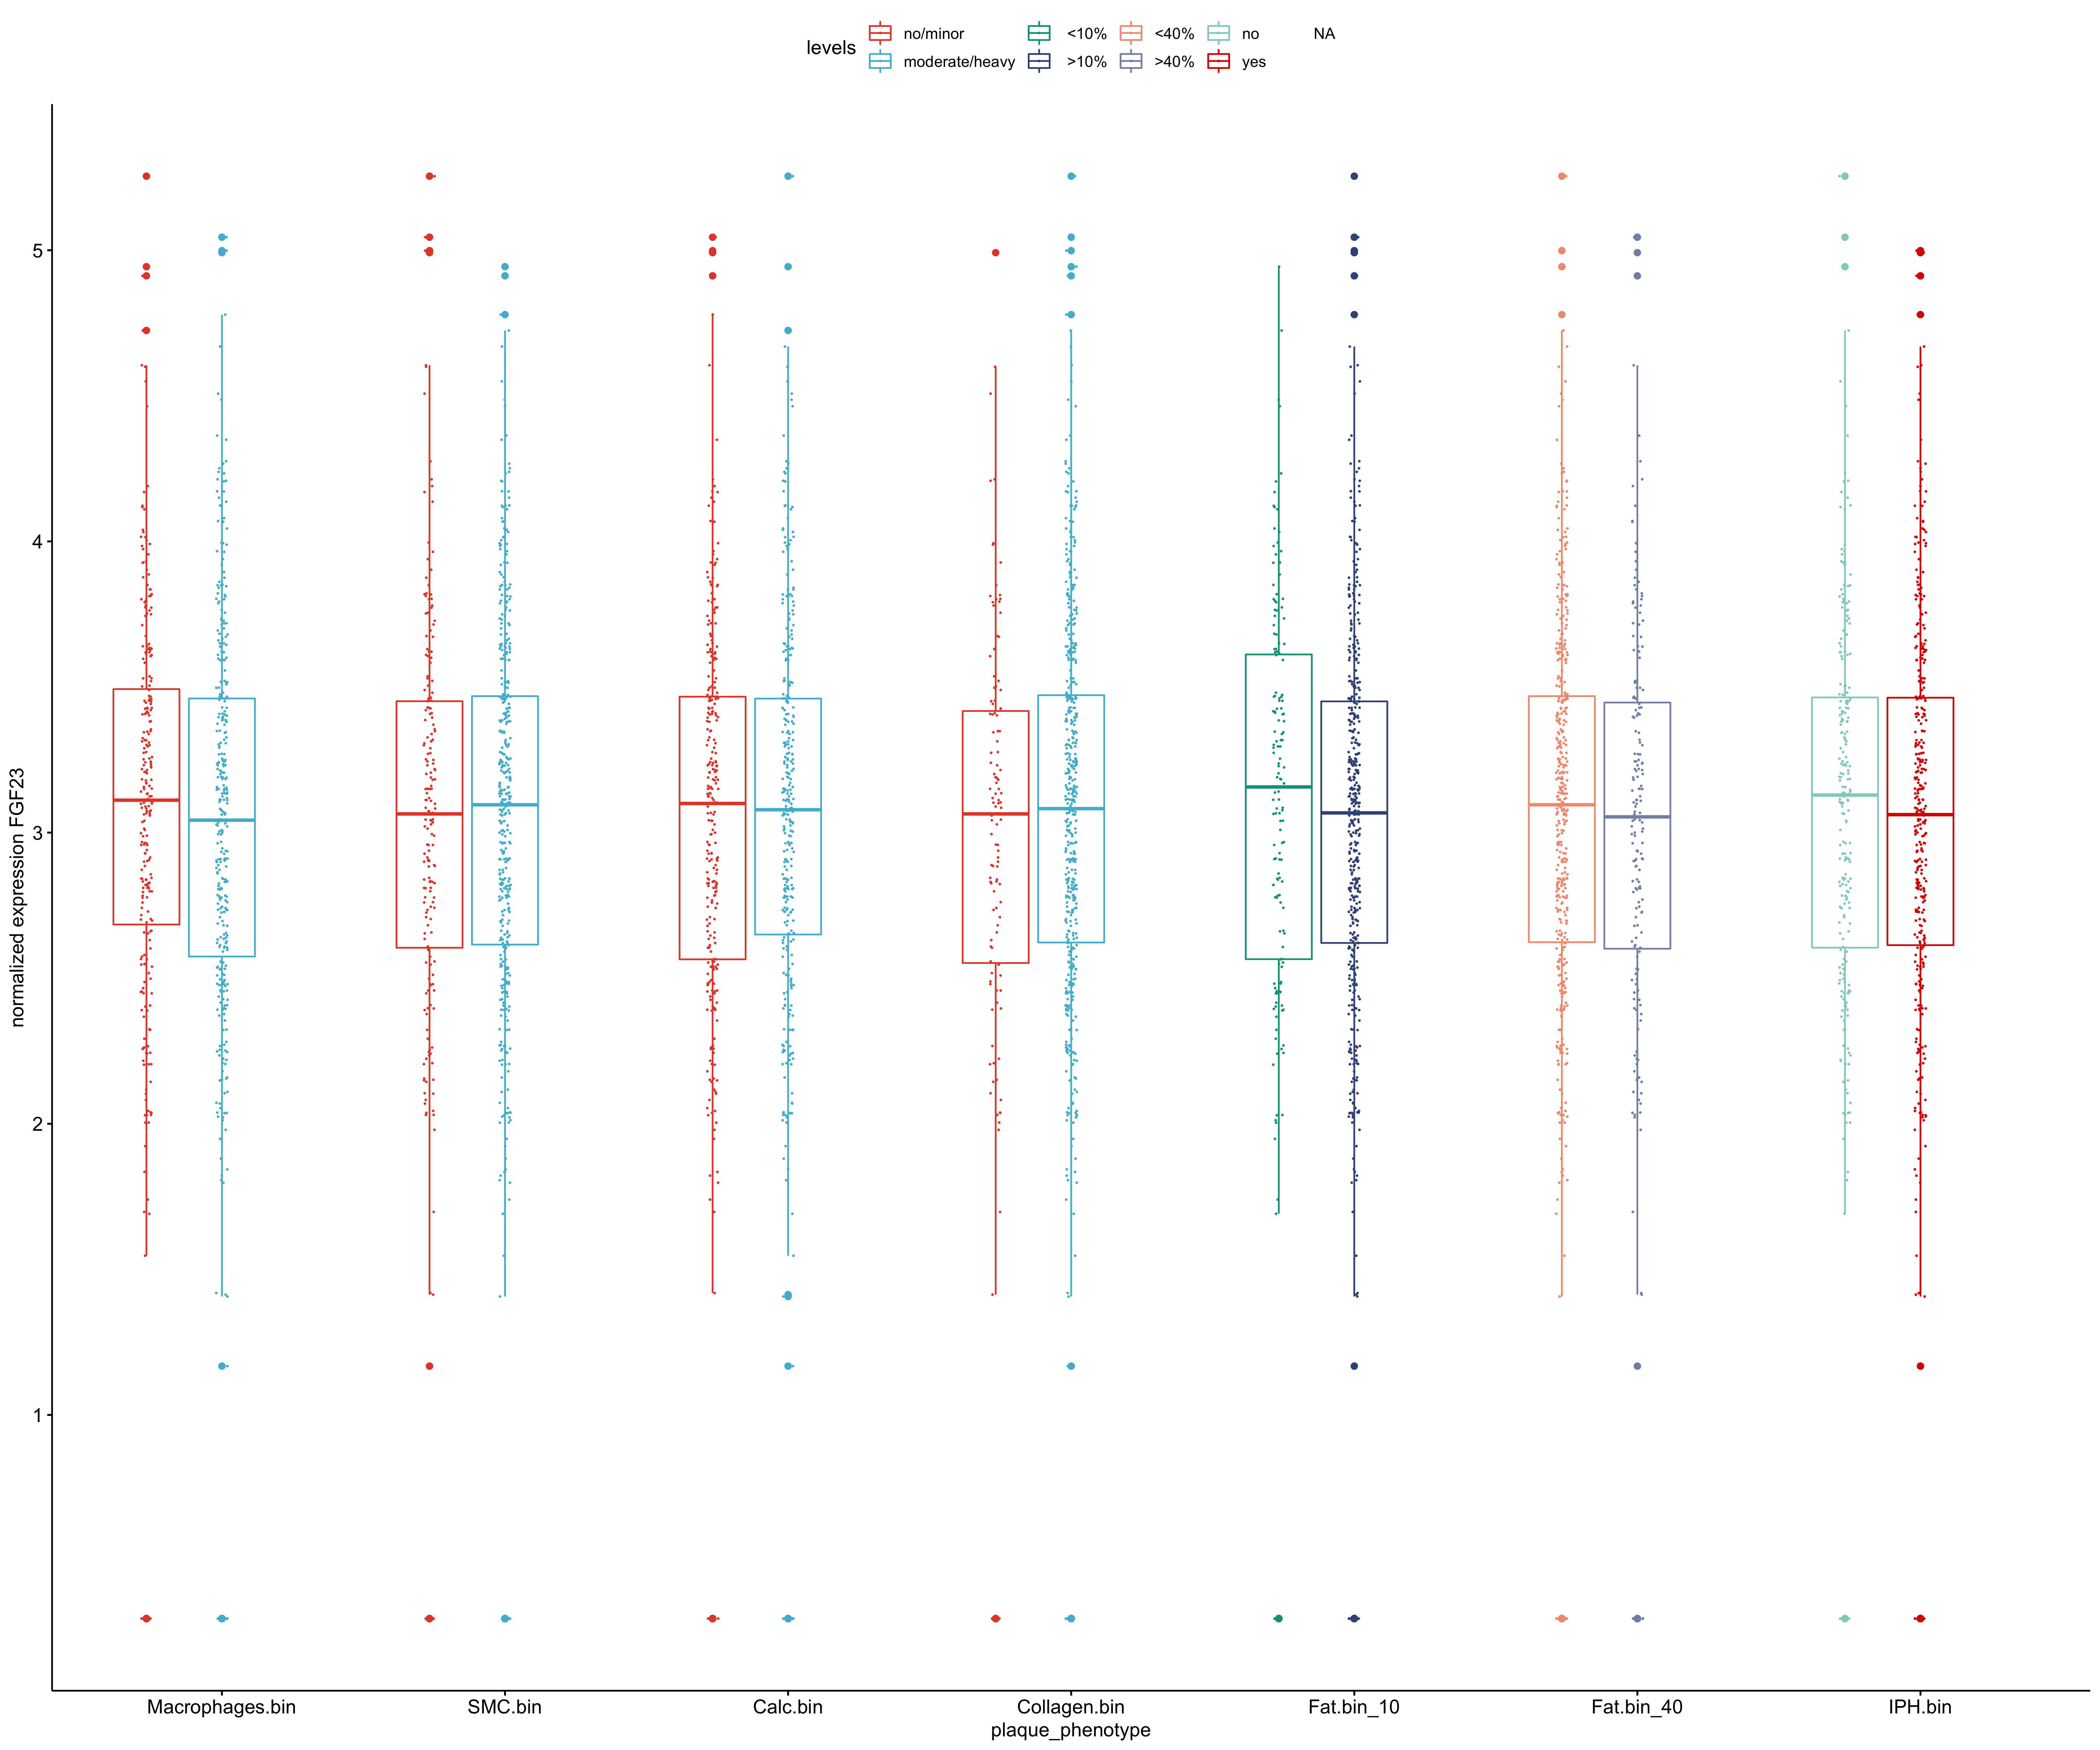 levels
no/minor <10% <40% no NA
moderate/heavy >10% >40% yes
normalized expression FGF23
5
4
3
2
1
Macrophages.bin SMC.bin Calc.bin Collagen.bin Fat.bin_10 Fat.bin_40 IPH.bin
plaque_phenotype